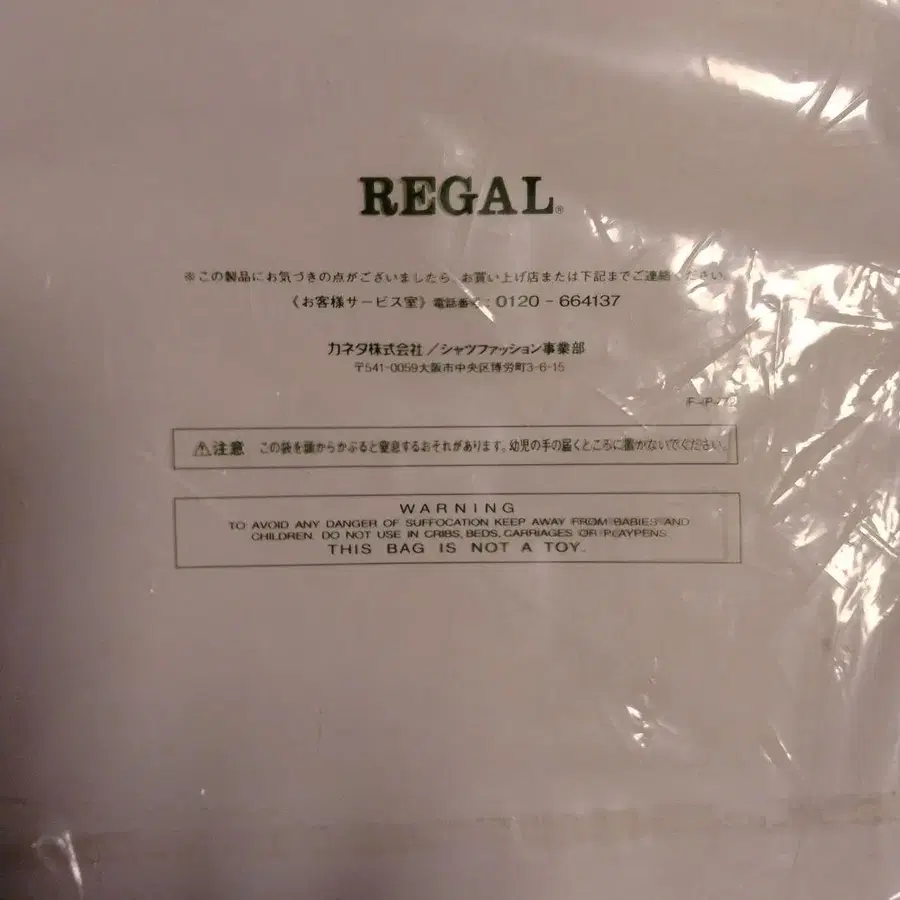 REGAL®
※この製品にお気づきの点がございましたら、お買い上げ店または下記までご連絡ください。
《お客様サービス室》電話番号：0120-664137
カネタ株式会社/シャツファッション事業部
〒541-0059大阪市中央区博労町3-6-15
⚠注意 この袋を頭からかぶると窒息するおそれがあります。幼児の手の届くところに置かないでください。
WARNING
TO AVOID ANY DANGER OF SUFFOCATION KEEP AWAY FROM BABIES AND
CHILDREN. DO NOT USE IN CRIBS, BEDS, CARRIAGES OR PLAYPENS.
THIS BAG IS NOT A TOY.